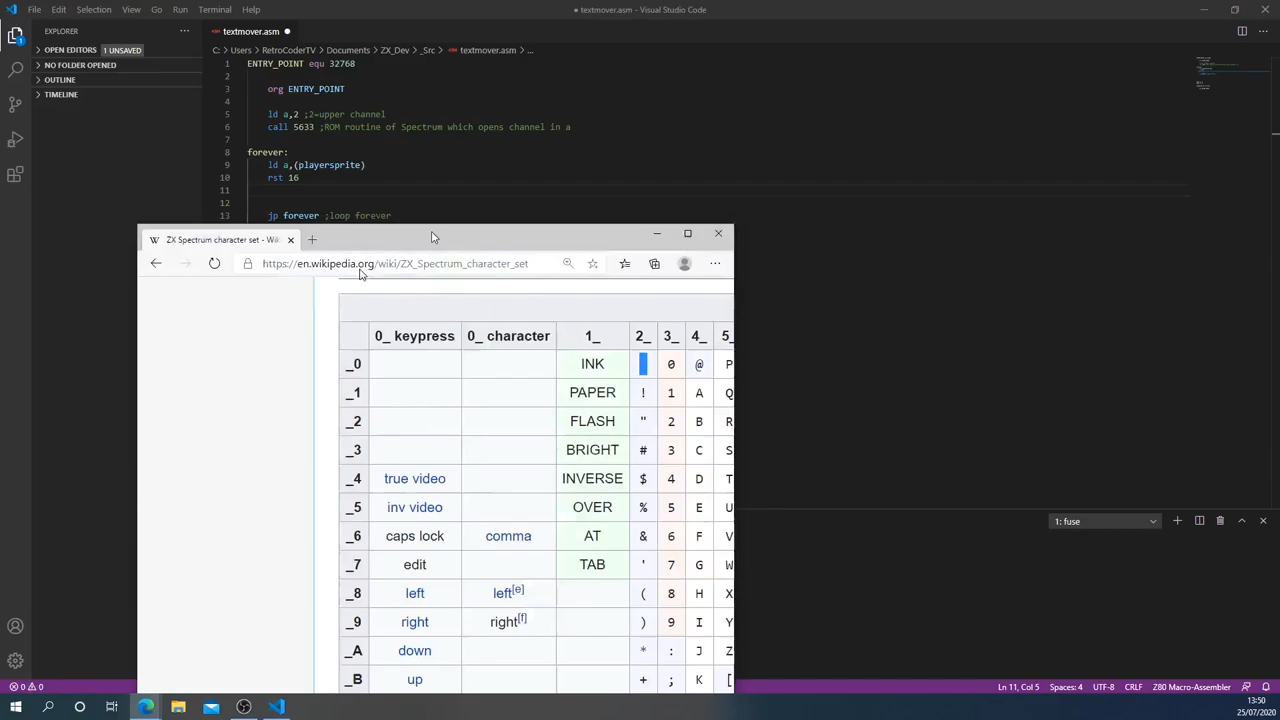 File Edit Selection View Go Run Terminal Help
● textmover.asm - Visual Studio Code
EXPLORER
OPEN EDITORS 1 UNSAVED
NO FOLDER OPENED
OUTLINE
TIMELINE
textmover.asm
C: > Users > RetroCoderTV > Documents > ZX_Dev > _Src > textmover.asm > ...
1 ENTRY_POINT equ 32768
2
3 org ENTRY_POINT
4
5 ld a,2 ;2=upper channel
6 call 5633 ;ROM routine of Spectrum which opens channel in a
7
8 forever:
9 ld a,(playersprite)
10 rst 16
11
12
13 jp forever ;loop forever
ZX Spectrum character set - Wiki
https://en.wikipedia.org/wiki/ZX_Spectrum_character_set
0_ keypress 0_ character 1_ 2_ 3_ 4_ 5_
_0 INK 0 @ P
_1 PAPER ! 1 A Q
_2 FLASH " 2 B R
_3 BRIGHT # 3 C S
_4 true video INVERSE $ 4 D T
_5 inv video OVER % 5 E U
_6 caps lock comma AT & 6 F V
_7 edit TAB ' 7 G W
_8 left left[e] ( 8 H X
_9 right right[f] ) 9 I Y
_A down * : J Z
_B up + ; K [
1: fuse
0 0
Ln 11, Col 5 Spaces: 4 UTF-8 CRLF Z80 Macro-Assembler
13:50
25/07/2020
1